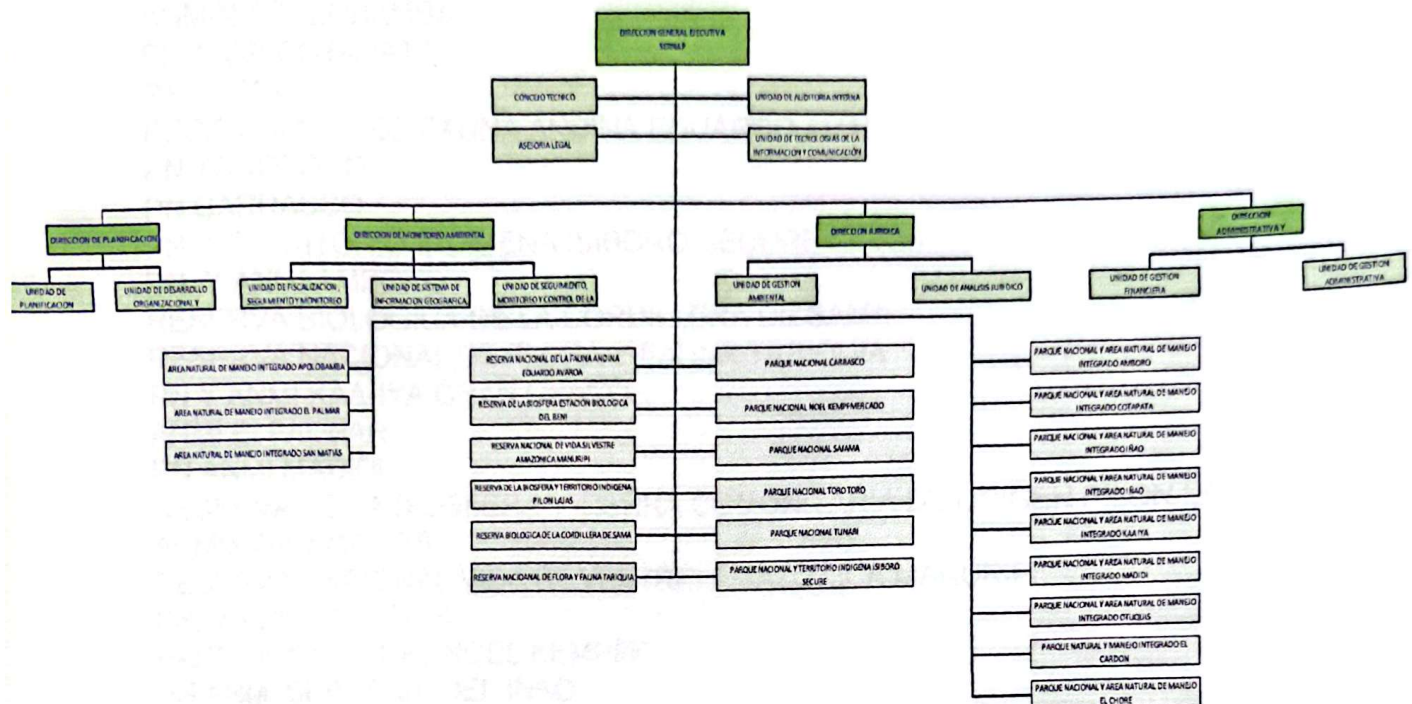 DIRECCION GENERAL EJECUTIVA
SERNAP
CONCEJO TECNICO
UNIDAD DE AUDITORIA INTERNA
ASESORIA LEGAL
UNIDAD DE TECNOLOGIAS DE LA
INFORMACIÓN Y COMUNICACIÓN
DIRECCION DE PLANIFICACION
DIRECCION DE MONITOREO AMBIENTAL
DIRECCION JURIDICA
DIRECCION
ADMINISTRATIVA Y
UNIDAD DE
PLANIFICACION
UNIDAD DE DESARROLLO
ORGANIZACIONAL Y
UNIDAD DE FISCALIZACION,
SEGUIMIENTO Y MONITOREO
UNIDAD DE SISTEMA DE
INFORMACION GEOGRAFICA,
UNIDAD DE SEGUIMIENTO,
MONITOREO Y CONTROL DE LA
UNIDAD DE GESTION
AMBIENTAL
UNIDAD DE ANALISIS JURIDICO
UNIDAD DE GESTION
FINANCIERA
UNIDAD DE GESTION
ADMINISTRATIVA
AREA NATURAL DE MANEJO INTEGRADO APOLOBAMBA
AREA NATURAL DE MANEJO INTEGRADO EL PALMAR
AREA NATURAL DE MANEJO INTEGRADO SAN MATIAS
RESERVA NACIONAL DE LA FAUNA ANDINA
EDUARDO AVAROA
RESERVA DE LA BIOSFERA ESTACIÓN BIOLOGICA
DEL BENI
RESERVA NACIONAL DE VIDA SILVESTRE
AMAZONICA MANURIPI
RESERVA DE LA BIOSFERA Y TERRITORIO INDIGENA
PILON LAJAS
RESERVA BIOLOGICA DE LA CORDILLERA DE SAMA
RESERVA NACIDANAL DE FLORA Y FAUNA TARIQUIA
PARQUE NACIONAL CARRASCO
PARQUE NACIONAL NOEL KEMPF MERCADO
PARQUE NACIONAL SAJAMA
PARQUE NACIONAL TORO TORO
PARQUE NACIONAL TUNARI
PARQUE NACIONAL Y TERRITORIO INDIGENA ISIBORO
SECURE
PARQUE NACIONAL Y AREA NATURAL DE MANEJO
INTEGRADO AMBORO
PARQUE NACIONAL Y AREA NATURAL DE MANEJO
INTEGRADO COTAPATA
PARQUE NACIONAL Y AREA NATURAL DE MANEJO
INTEGRADO IÑAO
PARQUE NACIONAL Y AREA NATURAL DE MANEJO
INTEGRADO IÑAO
PARQUE NACIONAL Y AREA NATURAL DE MANEJO
INTEGRADO KAA IYA
PARQUE NACIONAL Y AREA NATURAL DE MANEJO
INTEGRADO MADIDI
PARQUE NACIONAL Y AREA NATURAL DE MANEJO
INTEGRADO OTUQUIS
PARQUE NATURAL Y MANEJO INTEGRADO EL
CARDON
PARQUE NACIONAL Y AREA NATURAL DE MANEJO
EL CHORE